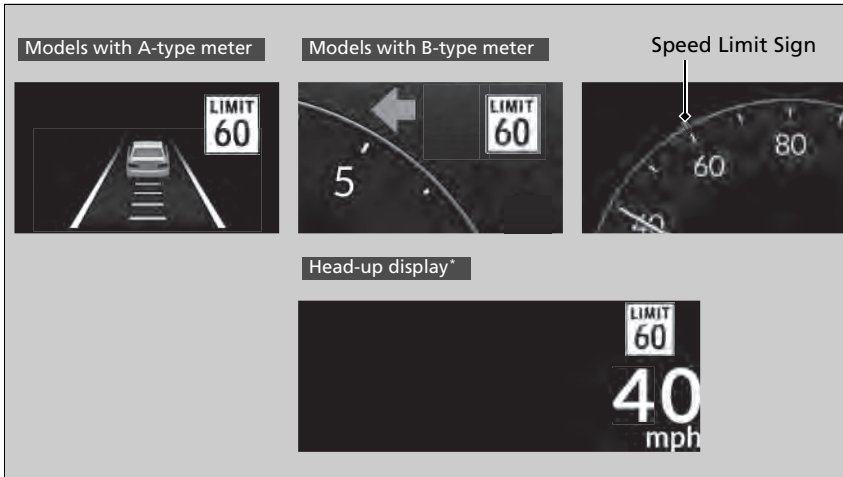 Models with A-type meter
Models with B-type meter
Speed Limit Sign
LIMIT
60
LIMIT
60
5
60
80
40
Head-up display*
LIMIT
60
40
mph